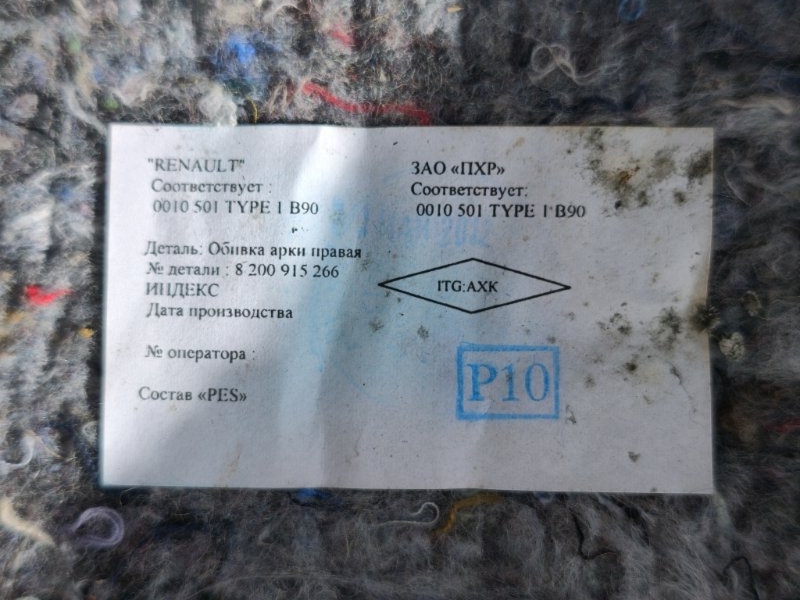 "RENAULT"
Соответствует :
0010 501 TYPE 1 B90
ЗАО «ПХР»
Соответствует:
0010 501 TYPE 1 B90
Деталь: Обивка арки правая
№ детали : 8 200 915 266
ИНДЕКС
Дата производства
ITG:AXK
№ оператора :
P10
Состав «PES»